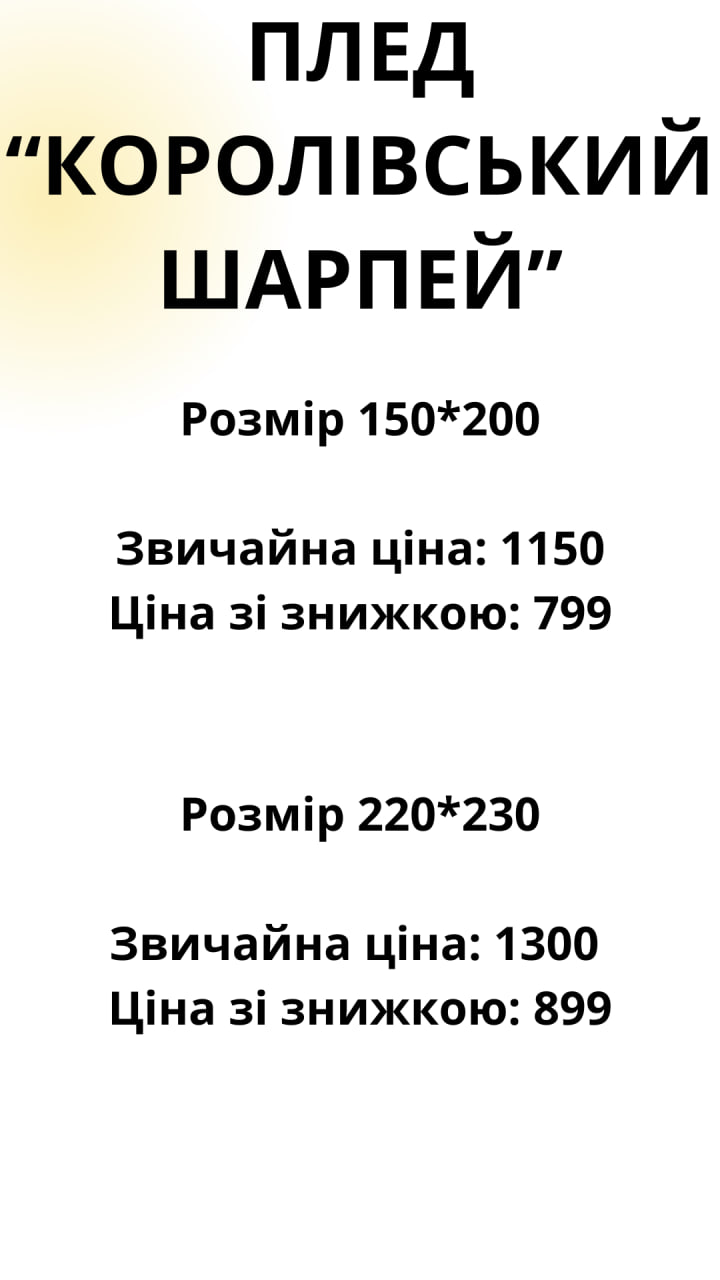 ПЛЕД
“КОРОЛІВСЬКИЙ
ШАРПЕЙ”
Розмір 150*200
Звичайна ціна: 1150
Ціна зі знижкою: 799
Розмір 220*230
Звичайна ціна: 1300
Ціна зі знижкою: 899